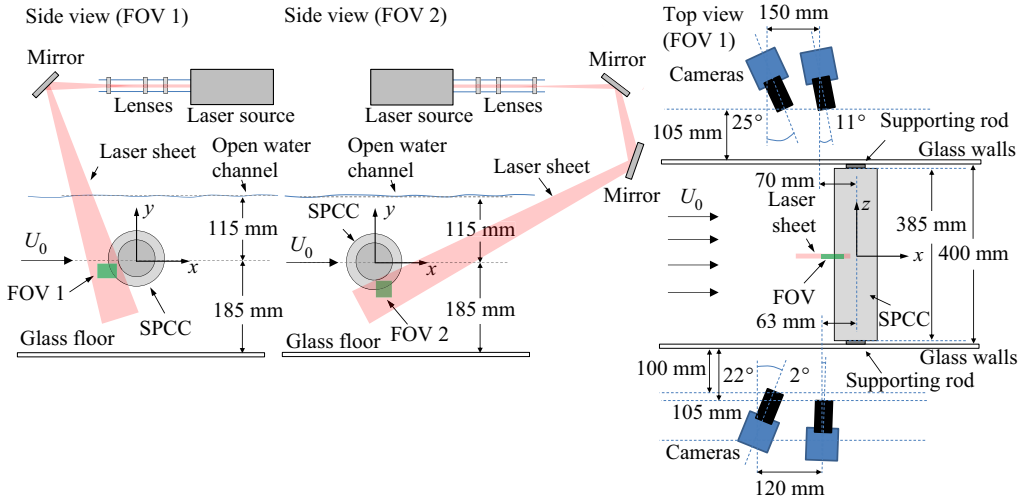 Side view (FOV 1)
Mirror
Lenses
Laser source
Laser sheet
Open water
channel
y
115 mm
U0
x
FOV 1
SPCC
185 mm
Glass floor
Side view (FOV 2)
Mirror
Laser source
Lenses
Open water
channel
Laser sheet
Mirror
SPCC
y
115 mm
U0
x
185 mm
FOV 2
Glass floor
Top view
(FOV 1)
150 mm
Cameras
105 mm
25°
11°
Supporting rod
Glass walls
70 mm
U0
Laser
sheet
z
385 mm
x
400 mm
FOV
63 mm
SPCC
Glass walls
100 mm
22°
2°
Supporting rod
105 mm
Cameras
120 mm